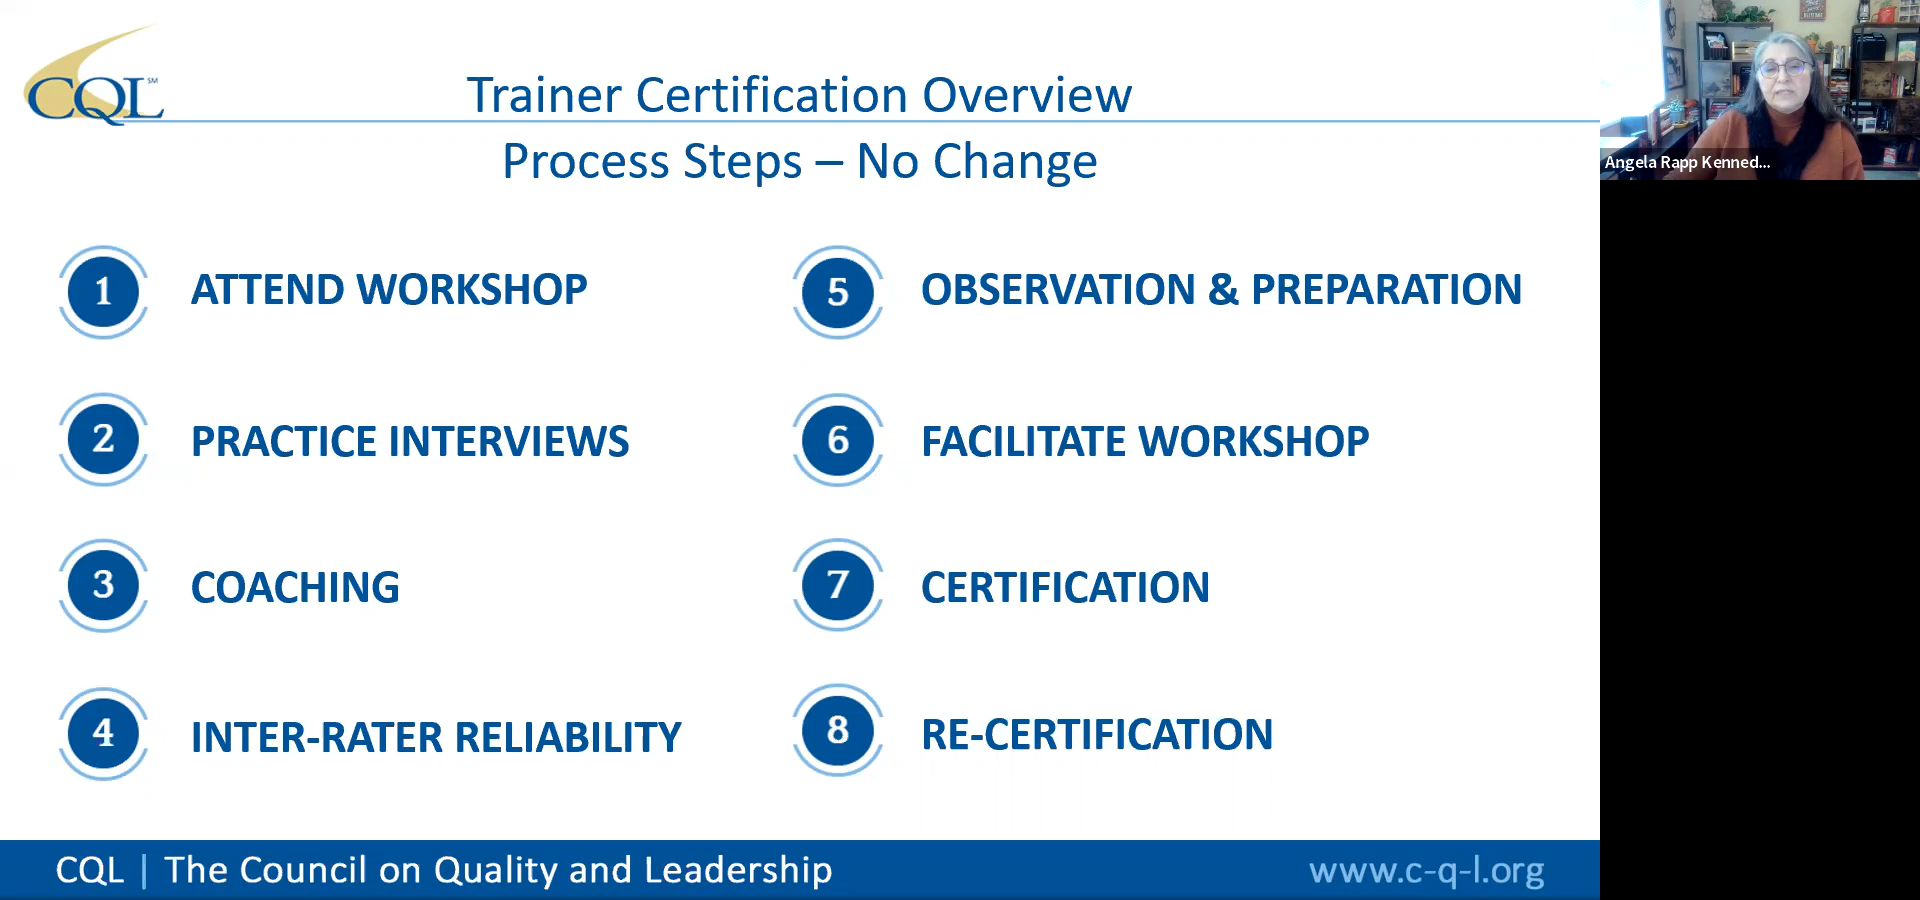 CQL SM
Trainer Certification Overview
Process Steps – No Change
1 ATTEND WORKSHOP
2 PRACTICE INTERVIEWS
3 COACHING
4 INTER-RATER RELIABILITY
5 OBSERVATION & PREPARATION
6 FACILITATE WORKSHOP
7 CERTIFICATION
8 RE-CERTIFICATION
CQL | The Council on Quality and Leadership
www.c-q-l.org
Angela Rapp Kenned...